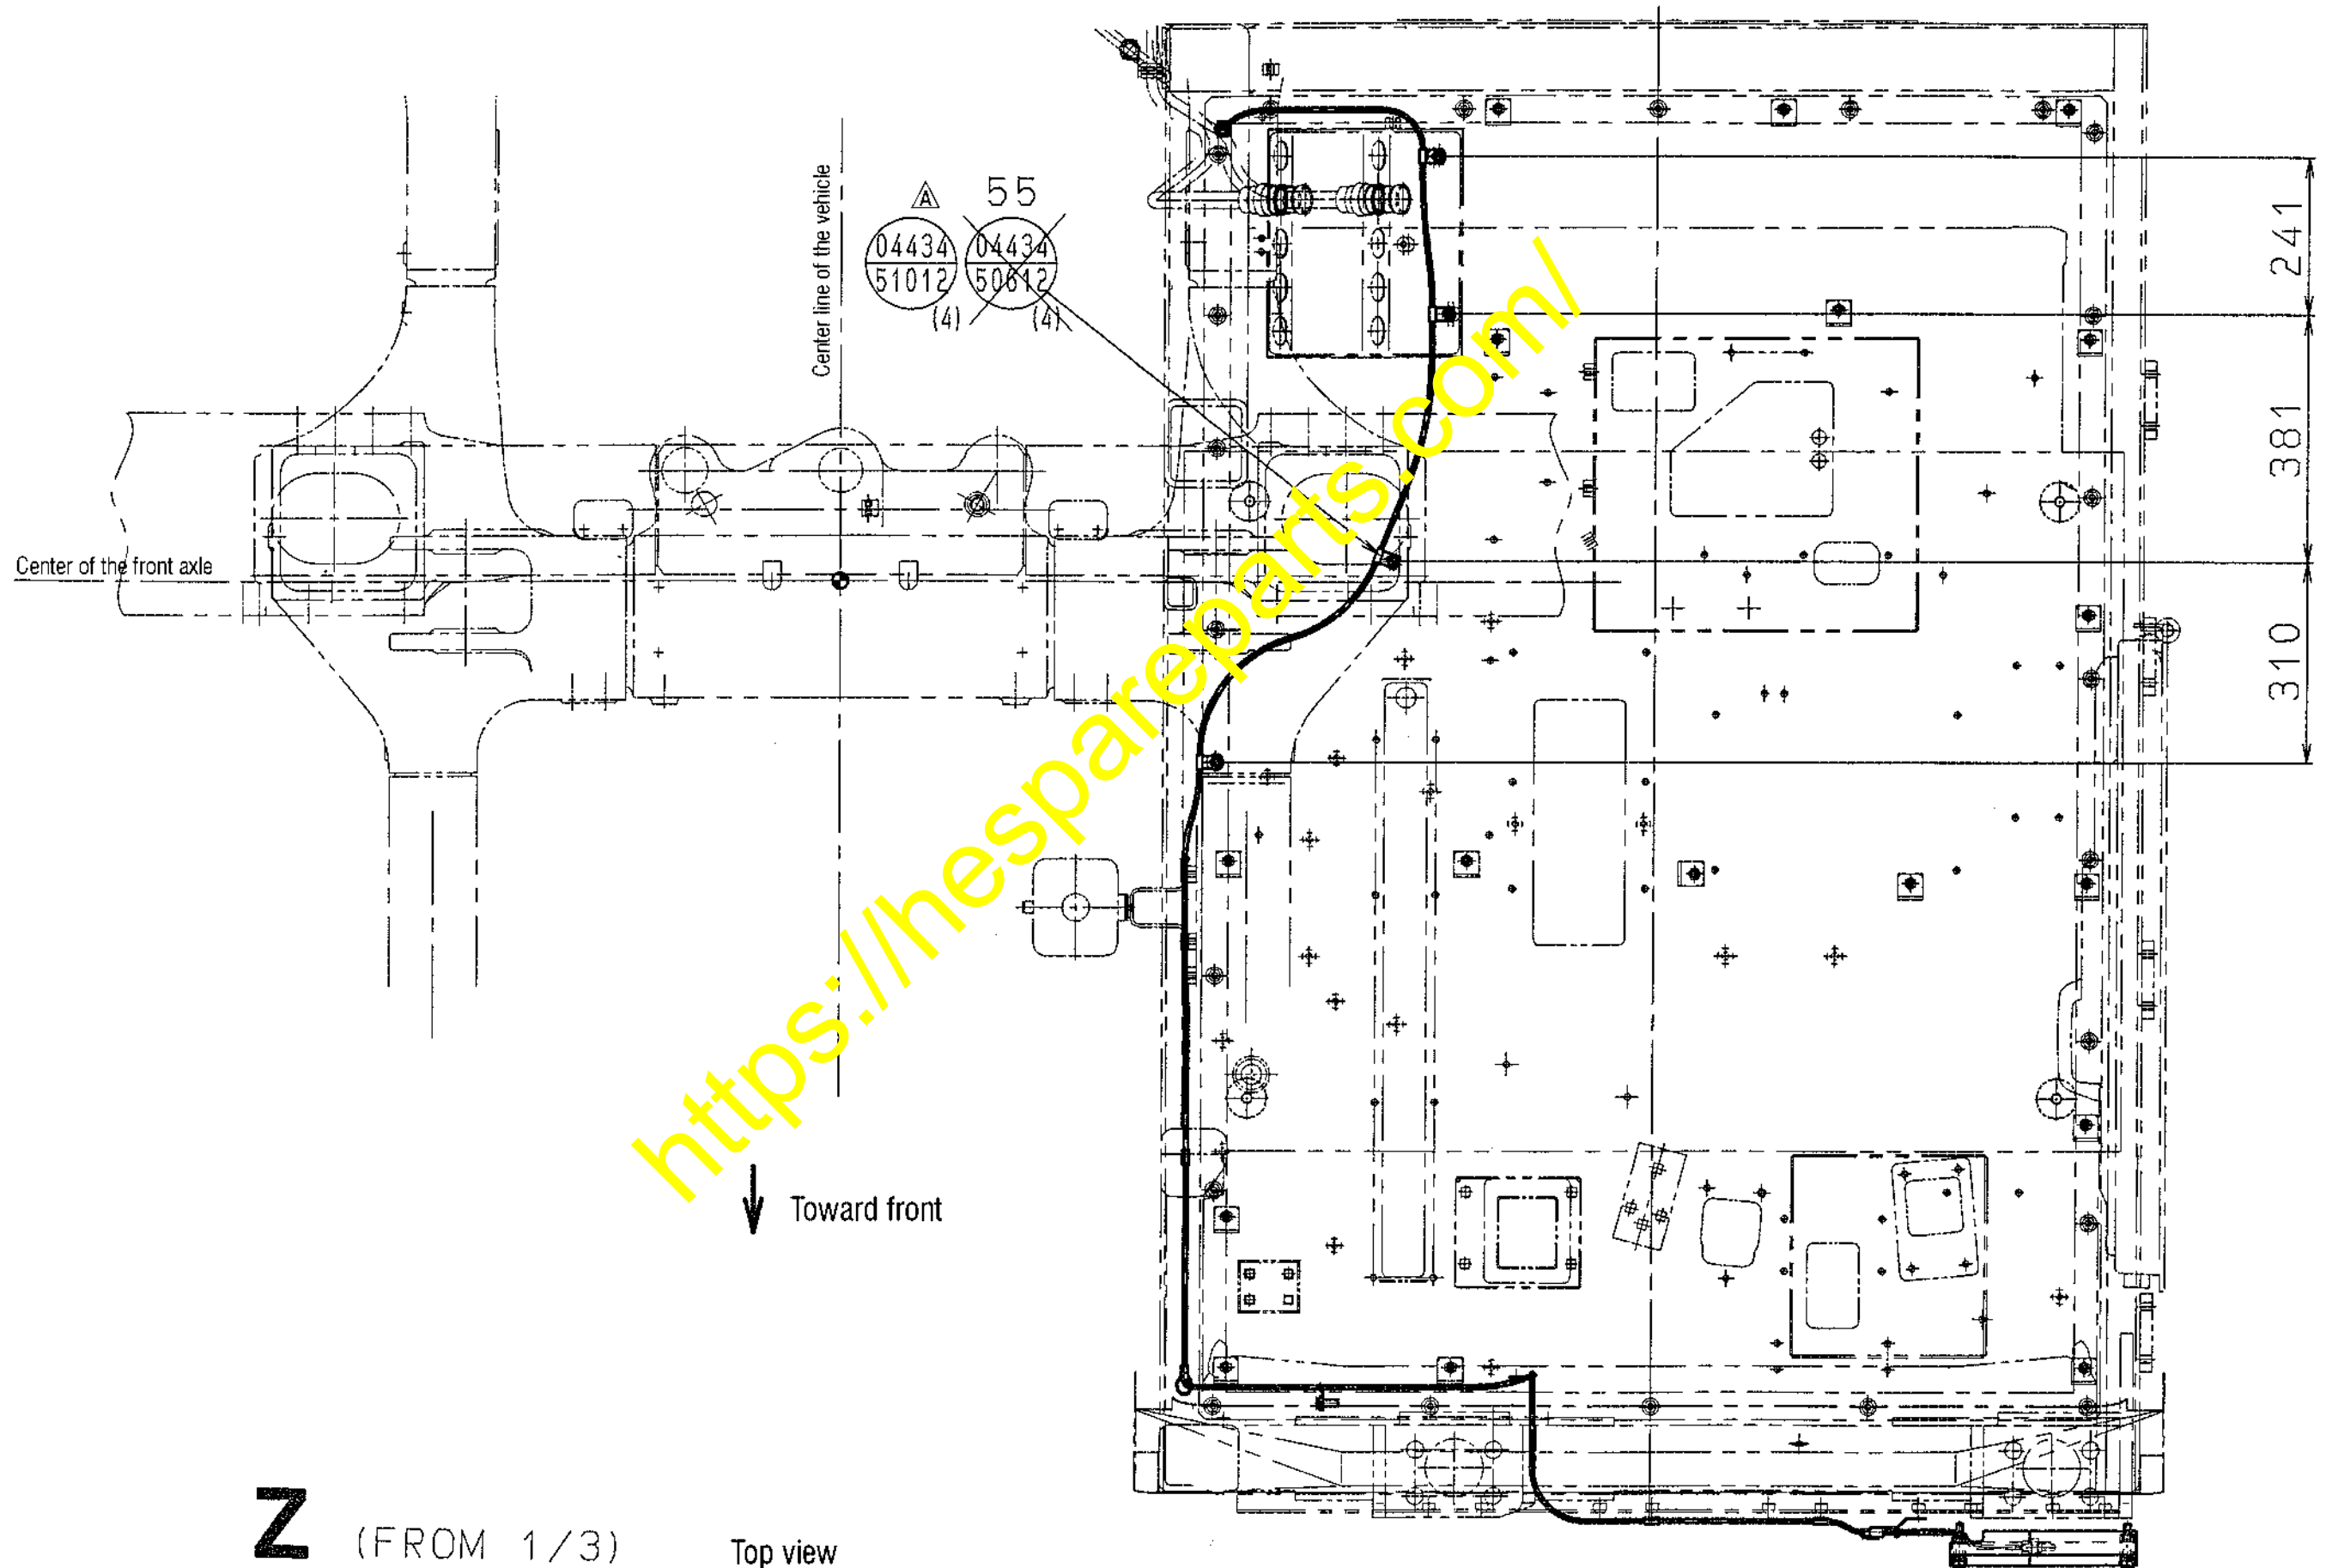 Center line of the vehicle
A
55
04434
51012
(4)
04434
50612
(4)
241
381
310
Center of the front axle
https://hespareparts.com/
Toward front
Z
(FROM 1/3)
Top view